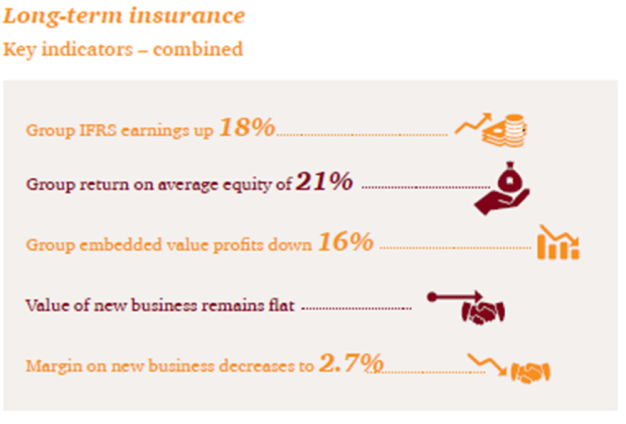 Long-term insurance
Key indicators – combined
Group IFRS earnings up 18%
Group return on average equity of 21%
Group embedded value profits down 16%
Value of new business remains flat
Margin on new business decreases to 2.7%